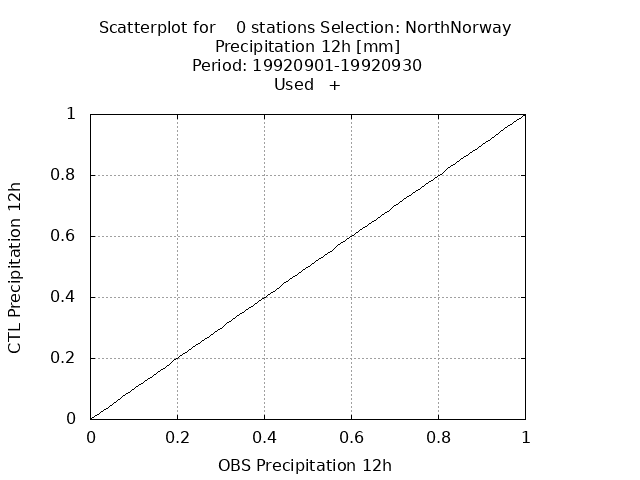 Scatterplot for    0 stations Selection: NorthNorway
Precipitation 12h [mm]
Period: 19920901-19920930
Used   +
1
0.8
0.6
0.4
0.2
0
CTL Precipitation 12h
0 0.2 0.4 0.6 0.8 1
OBS Precipitation 12h